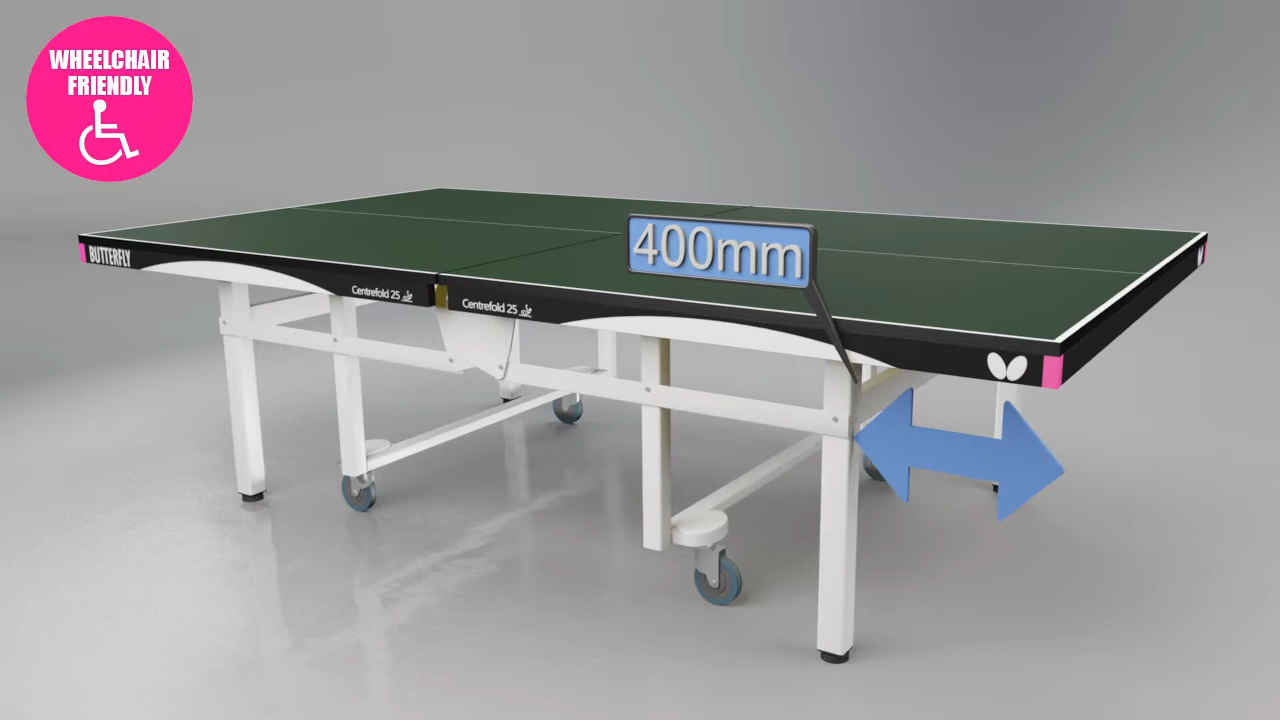 WHEELCHAIR
FRIENDLY
400mm
BUTTERFLY
Centrefold 25
Centrefold 25